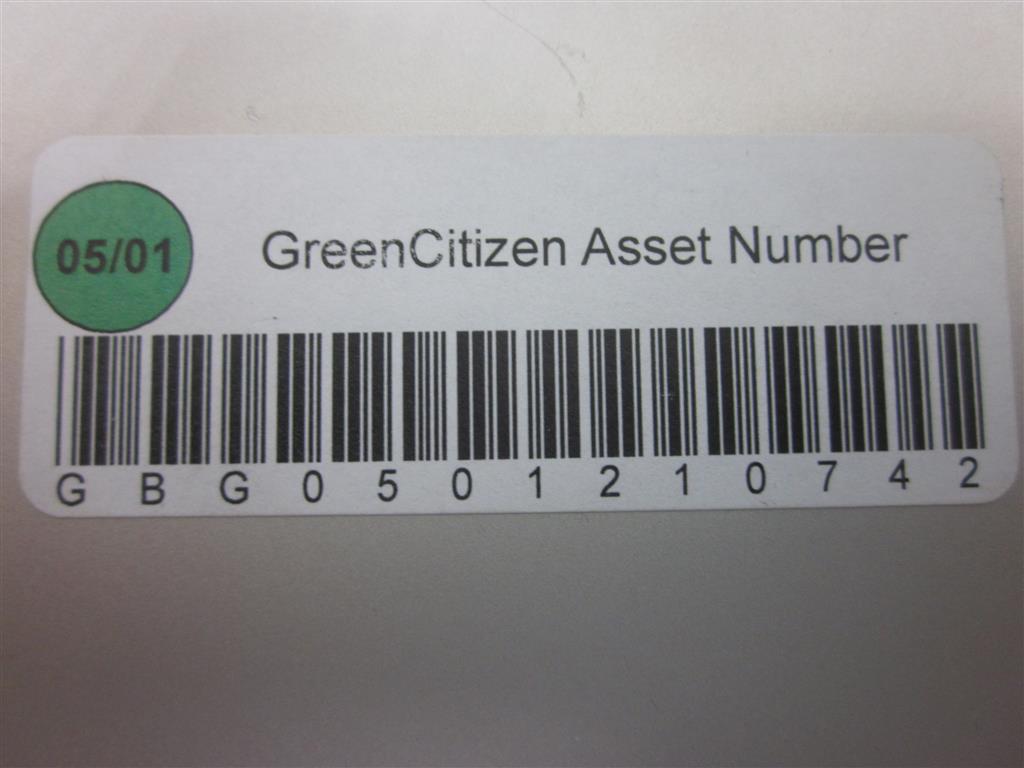 05/01
GreenCitizen Asset Number
G B G 0 5 0 1 2 1 0 7 4 2